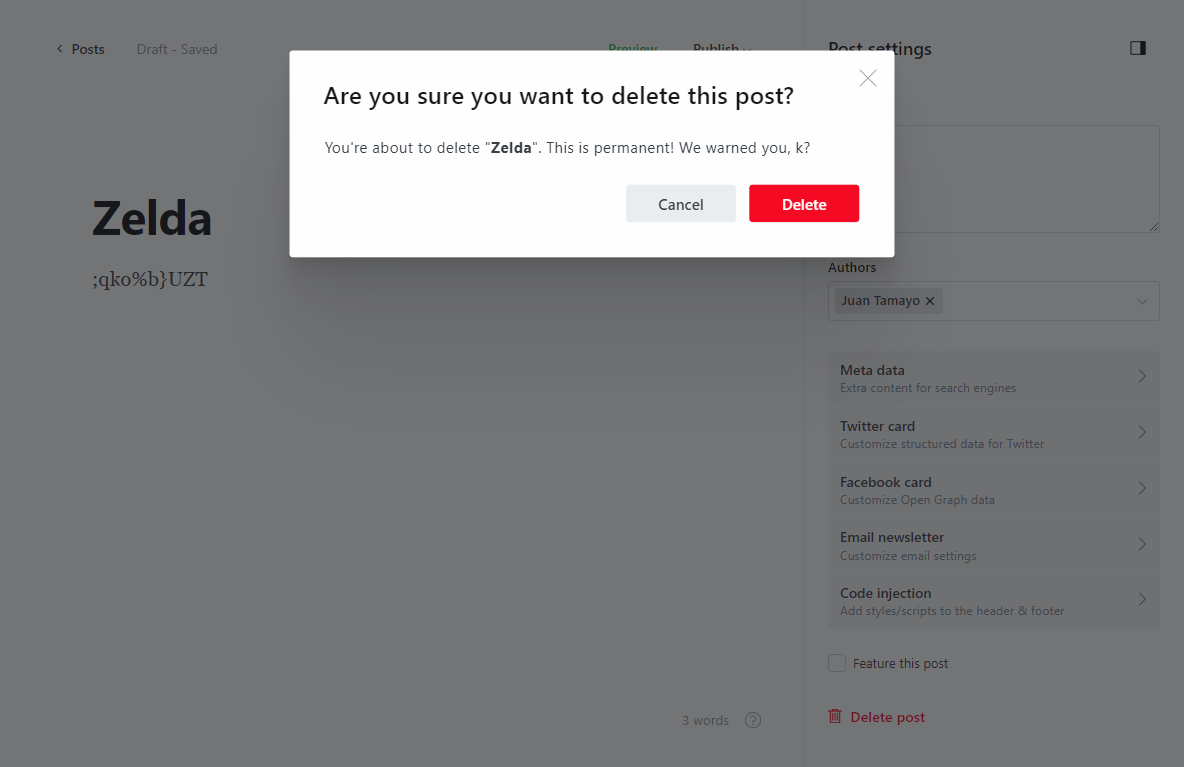 Posts
Draft - Saved
Preview
Publish
Post settings
Are you sure you want to delete this post?
You're about to delete "Zelda". This is permanent! We warned you, k?
Cancel
Delete
Zelda
;qko%b}UZT
Authors
Juan Tamayo
Meta data
Extra content for search engines
Twitter card
Customize structured data for Twitter
Facebook card
Customize Open Graph data
Email newsletter
Customize email settings
Code injection
Add styles/scripts to the header & footer
Feature this post
3 words
?
Delete post